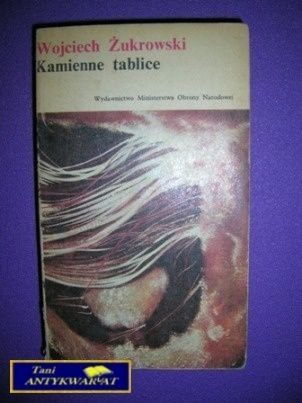 Wojciech Żukrowski
Kamienne tablice
Wydawnictwo Ministerstwa Obrony Narodowej
Tani
ANTYKWARIAT